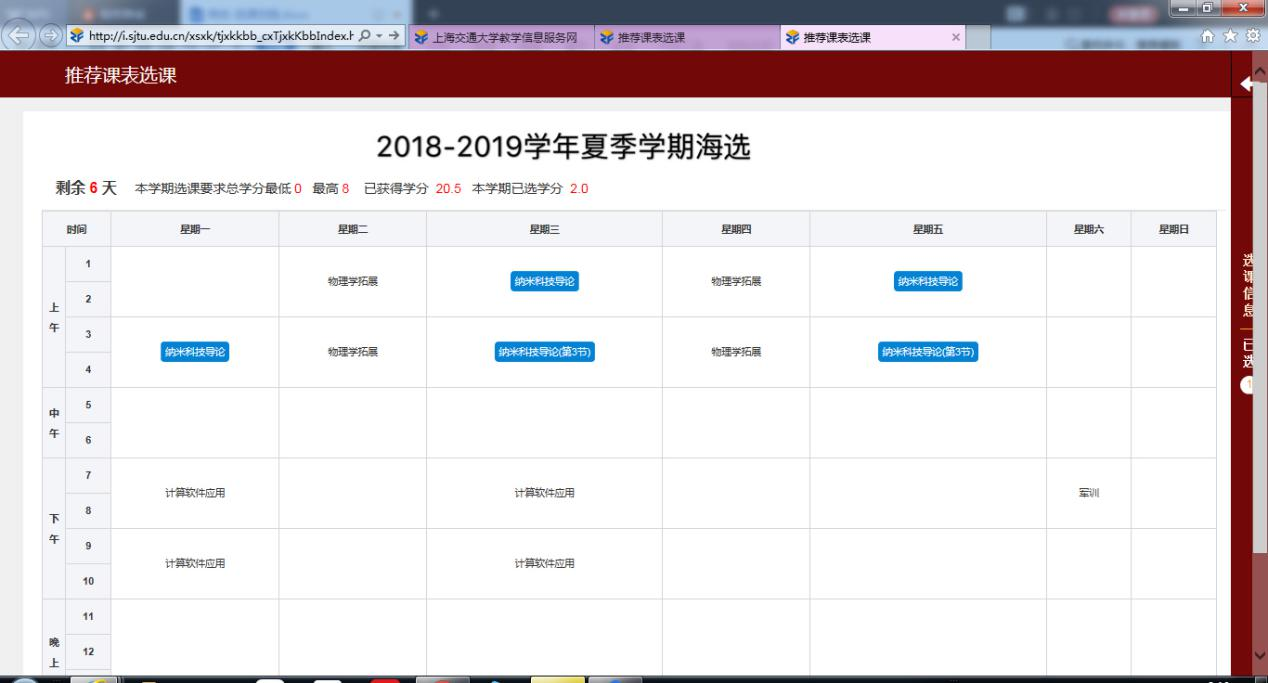 http://i.sjtu.edu.cn/xsxk/tjxkkbb_cxTjxkKbbIndex.h
上海交通大学教学信息服务网
推荐课表选课
推荐课表选课
推荐课表选课
2018-2019学年夏季学期海选
剩余 6 天 本学期选课要求总学分最低 0 最高 8 已获得学分 20.5 本学期已选学分 2.0
时间 星期一 星期二 星期三 星期四 星期五 星期六 星期日
上午
1
物理学拓展 纳米科技导论 物理学拓展 纳米科技导论
2
3
纳米科技导论 物理学拓展 纳米科技导论(第3节) 物理学拓展 纳米科技导论(第3节)
4
中午
5
6
下午
7
计算软件应用 计算软件应用 军训
8
9
计算软件应用 计算软件应用
10
晚上
11
12
选课信息
已选
1